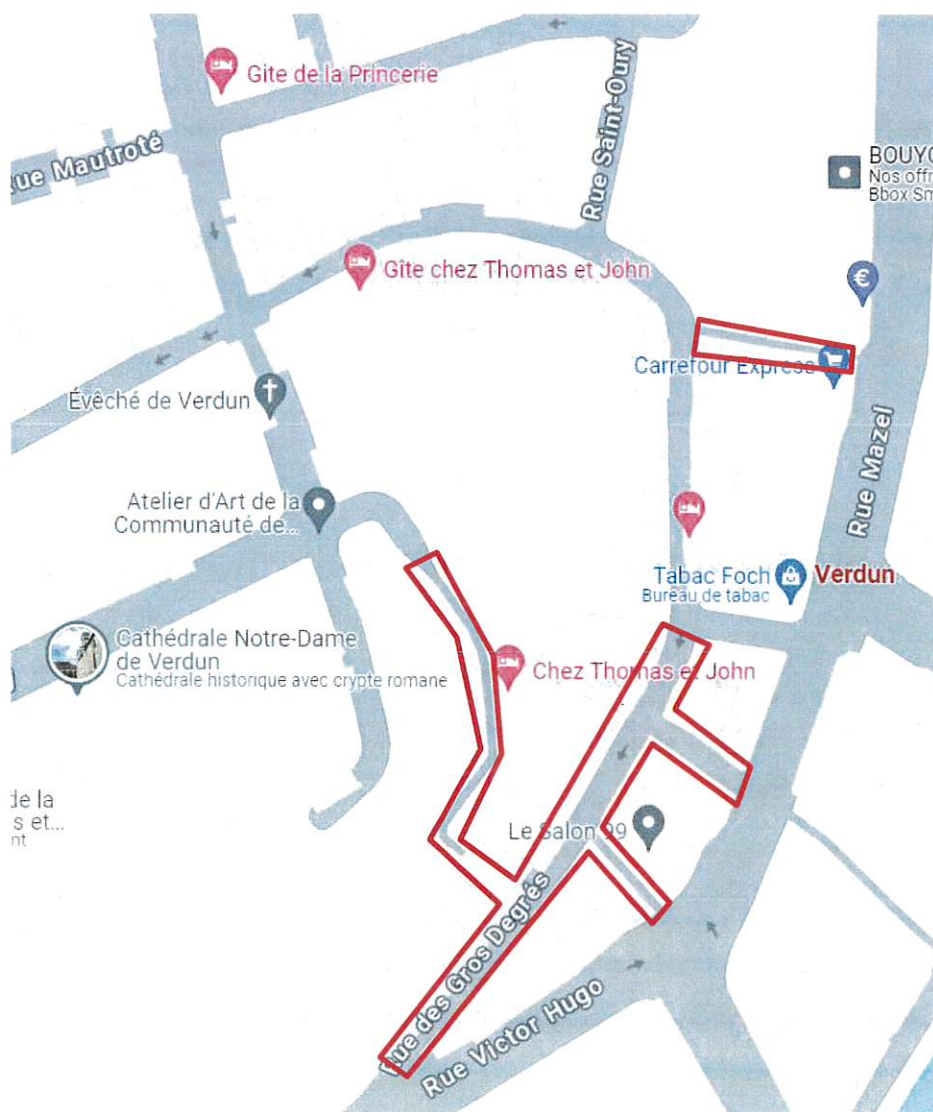 Gite de la Princerie
Rue Saint-Oury
Rue Mautroté
BOUYG
Nos offr
Bbox Sm
Gîte chez Thomas et John
€
Carrefour Express
Évêché de Verdun
Rue Mazel
Atelier d'Art de la
Communauté de...
Tabac Foch
Bureau de tabac
Verdun
Cathédrale Notre-Dame
de Verdun
Cathédrale historique avec crypte romane
Chez Thomas et John
de la
s et...
nt
Le Salon 99
Rue des Gros Degrés
Rue Victor Hugo